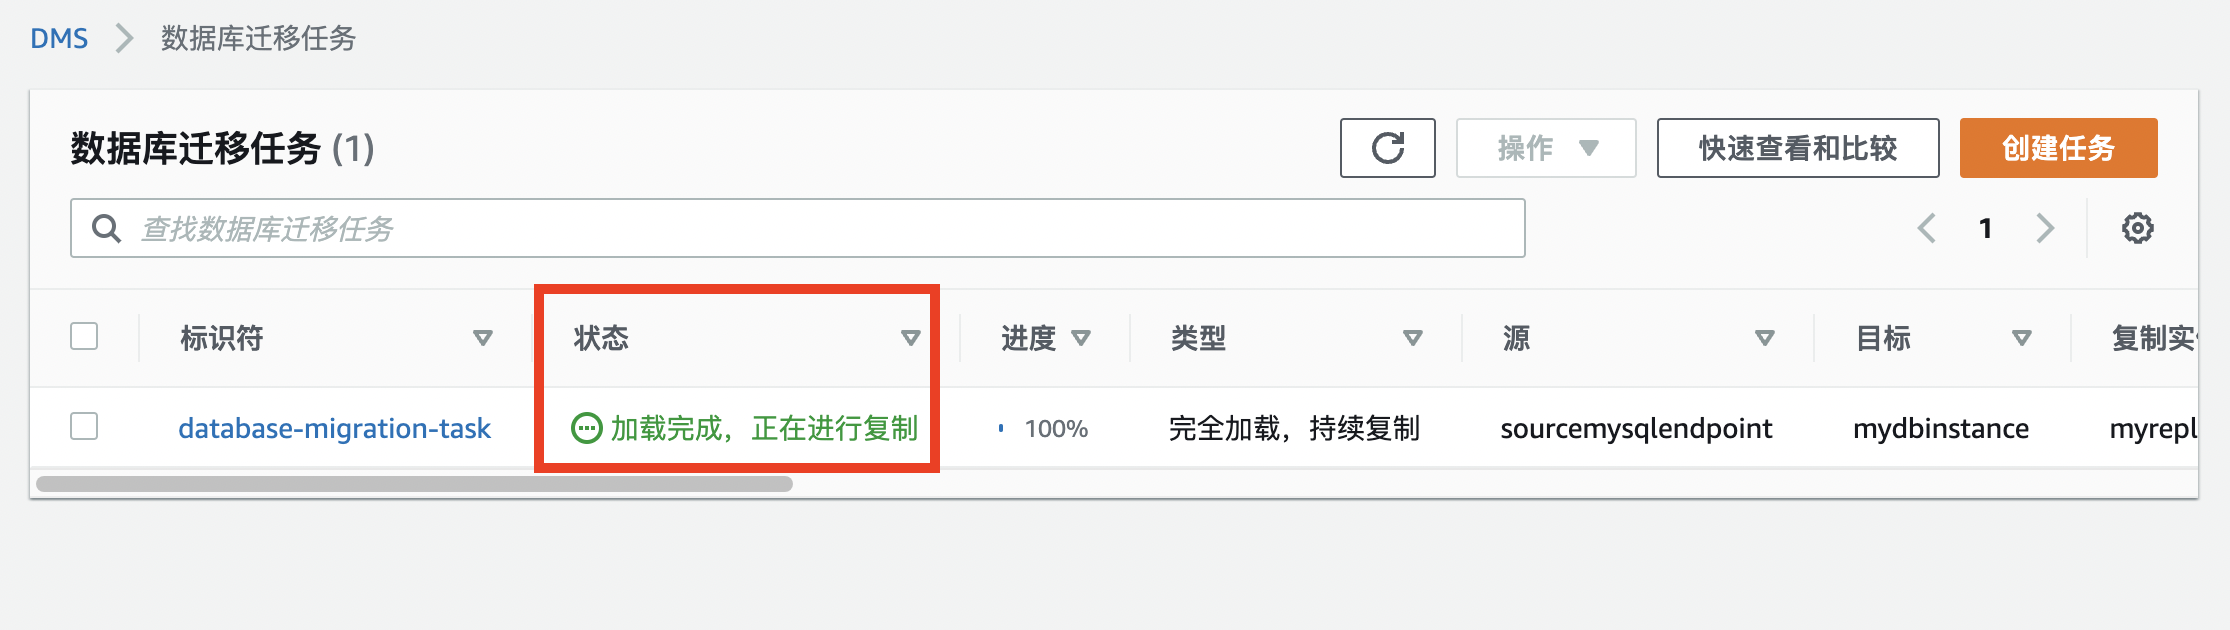 DMS 数据库迁移任务
数据库迁移任务 (1) 操作 快速查看和比较 创建任务
查找数据库迁移任务 1
标识符 状态 进度 类型 源 目标 复制实
database-migration-task 加载完成，正在进行复制 100% 完全加载，持续复制 sourcemysqlendpoint mydbinstance myrepl